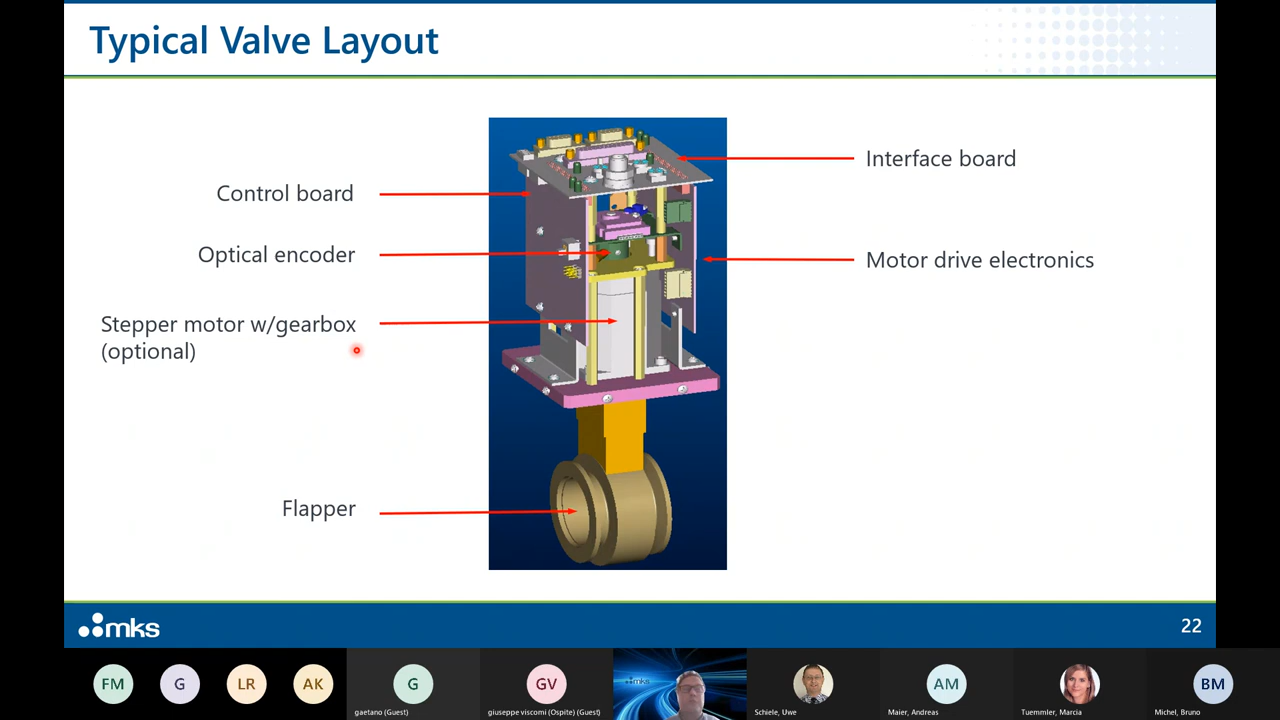 Typical Valve Layout
Interface board
Control board
Optical encoder
Motor drive electronics
Stepper motor w/gearbox
(optional)
Flapper
mks
22
mks
FM
G
LR
AK
G
GV
AM
BM
gaetano (Guest)
giuseppe viscomi (Ospite) (Guest)
Schiele, Uwe
Maier, Andreas
Tuemmler, Marcia
Michel, Bruno